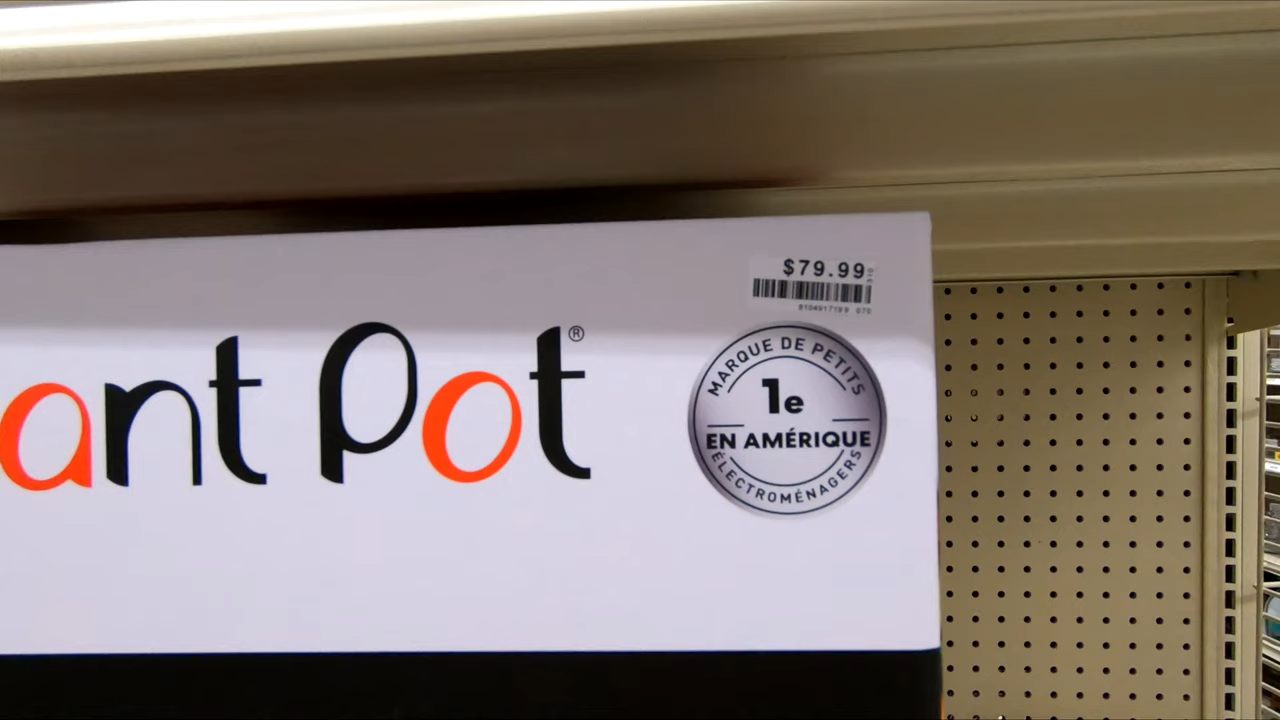 $79.99
ant Pot®
MARQUE DE PETITS
1e
EN AMÉRIQUE
ÉLECTROMÉNAGERS